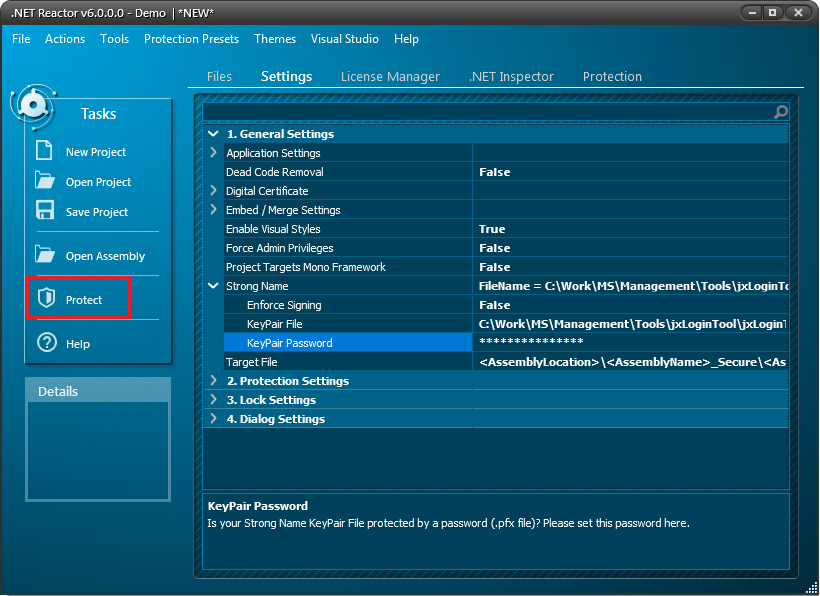 .NET Reactor v6.0.0.0 - Demo | *NEW*
File Actions Tools Protection Presets Themes Visual Studio Help
Files Settings License Manager .NET Inspector Protection
Tasks
New Project
Open Project
Save Project
Open Assembly
Protect
Help
Details
1. General Settings
Application Settings
Dead Code Removal False
Digital Certificate
Embed / Merge Settings
Enable Visual Styles True
Force Admin Privileges False
Project Targets Mono Framework False
Strong Name FileName = C:\Work\MS\Management\Tools\jxLoginTo
Enforce Signing False
KeyPair File C:\Work\MS\Management\Tools\jxLoginTool\jxLoginT
KeyPair Password ***************
Target File <AssemblyLocation>\<AssemblyName>_Secure\<As
2. Protection Settings
3. Lock Settings
4. Dialog Settings
KeyPair Password
Is your Strong Name KeyPair File protected by a password (.pfx file)? Please set this password here.